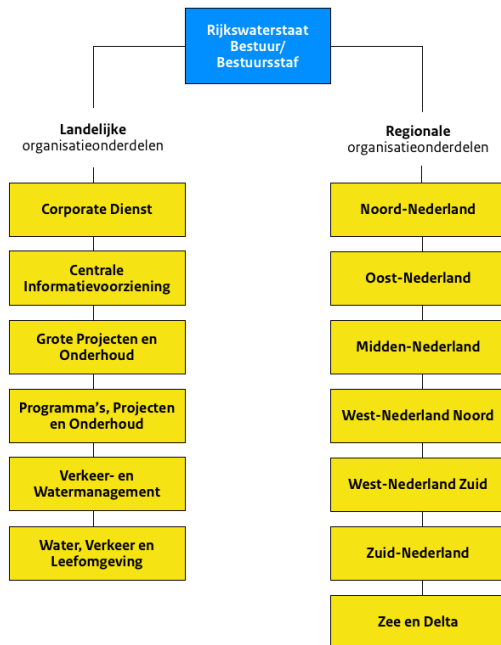 Rijkswaterstaat
Bestuur/
Bestuursstaf
Landelijke
organisatieonderdelen
Corporate Dienst
Centrale
Informatievoorziening
Grote Projecten en
Onderhoud
Programma's, Projecten
en Onderhoud
Verkeer- en
Watermanagement
Water, Verkeer en
Leefomgeving
Regionale
organisatieonderdelen
Noord-Nederland
Oost-Nederland
Midden-Nederland
West-Nederland Noord
West-Nederland Zuid
Zuid-Nederland
Zee en Delta